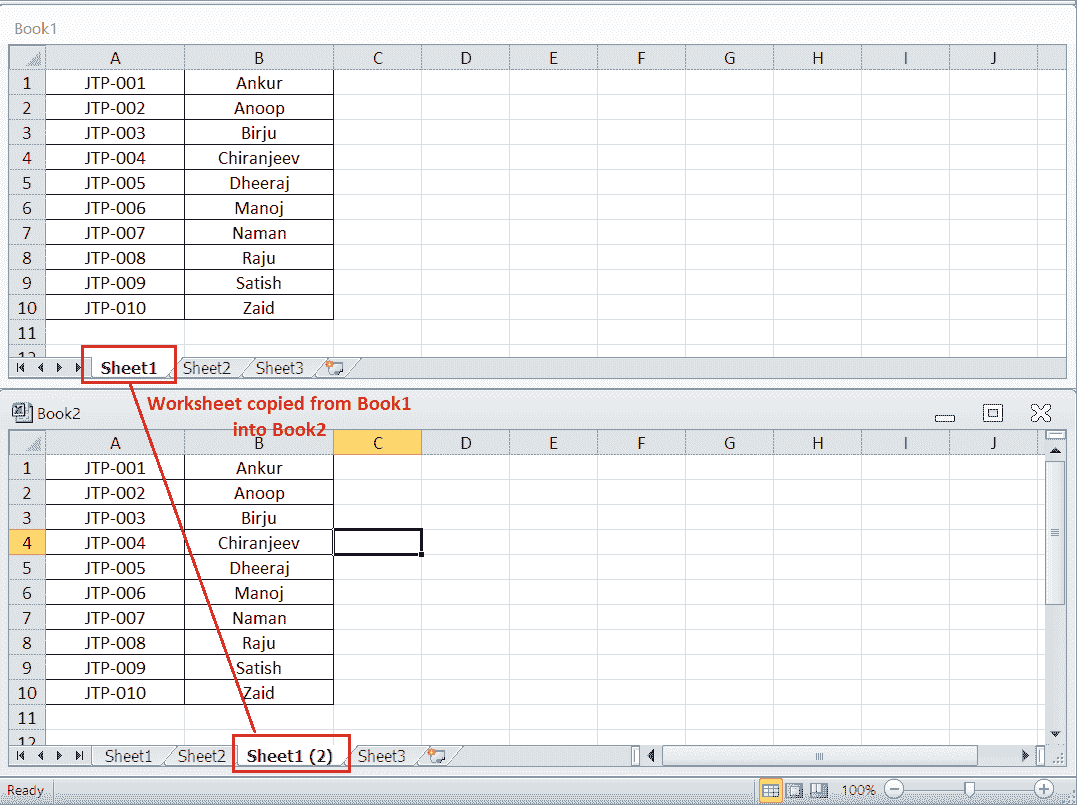 Book1
A B C D E F G H I J
1 JTP-001 Ankur
2 JTP-002 Anoop
3 JTP-003 Birju
4 JTP-004 Chiranjeev
5 JTP-005 Dheeraj
6 JTP-006 Manoj
7 JTP-007 Naman
8 JTP-008 Raju
9 JTP-009 Satish
10 JTP-010 Zaid
11
12
Sheet1 Sheet2 Sheet3
Book2
Worksheet copied from Book1
into Book2
A B C D E F G H I J
1 JTP-001 Ankur
2 JTP-002 Anoop
3 JTP-003 Birju
4 JTP-004 Chiranjeev
5 JTP-005 Dheeraj
6 JTP-006 Manoj
7 JTP-007 Naman
8 JTP-008 Raju
9 JTP-009 Satish
10 JTP-010 Zaid
11
12
Sheet1 Sheet2 Sheet1 (2) Sheet3
Ready 100%